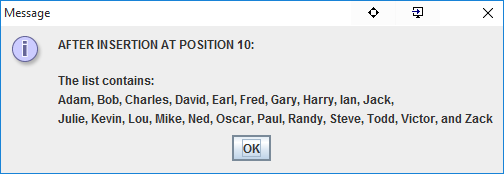 Message
AFTER INSERTION AT POSITION 10:
The list contains:
Adam, Bob, Charles, David, Earl, Fred, Gary, Harry, Ian, Jack,
Julie, Kevin, Lou, Mike, Ned, Oscar, Paul, Randy, Steve, Todd, Victor, and Zack
OK